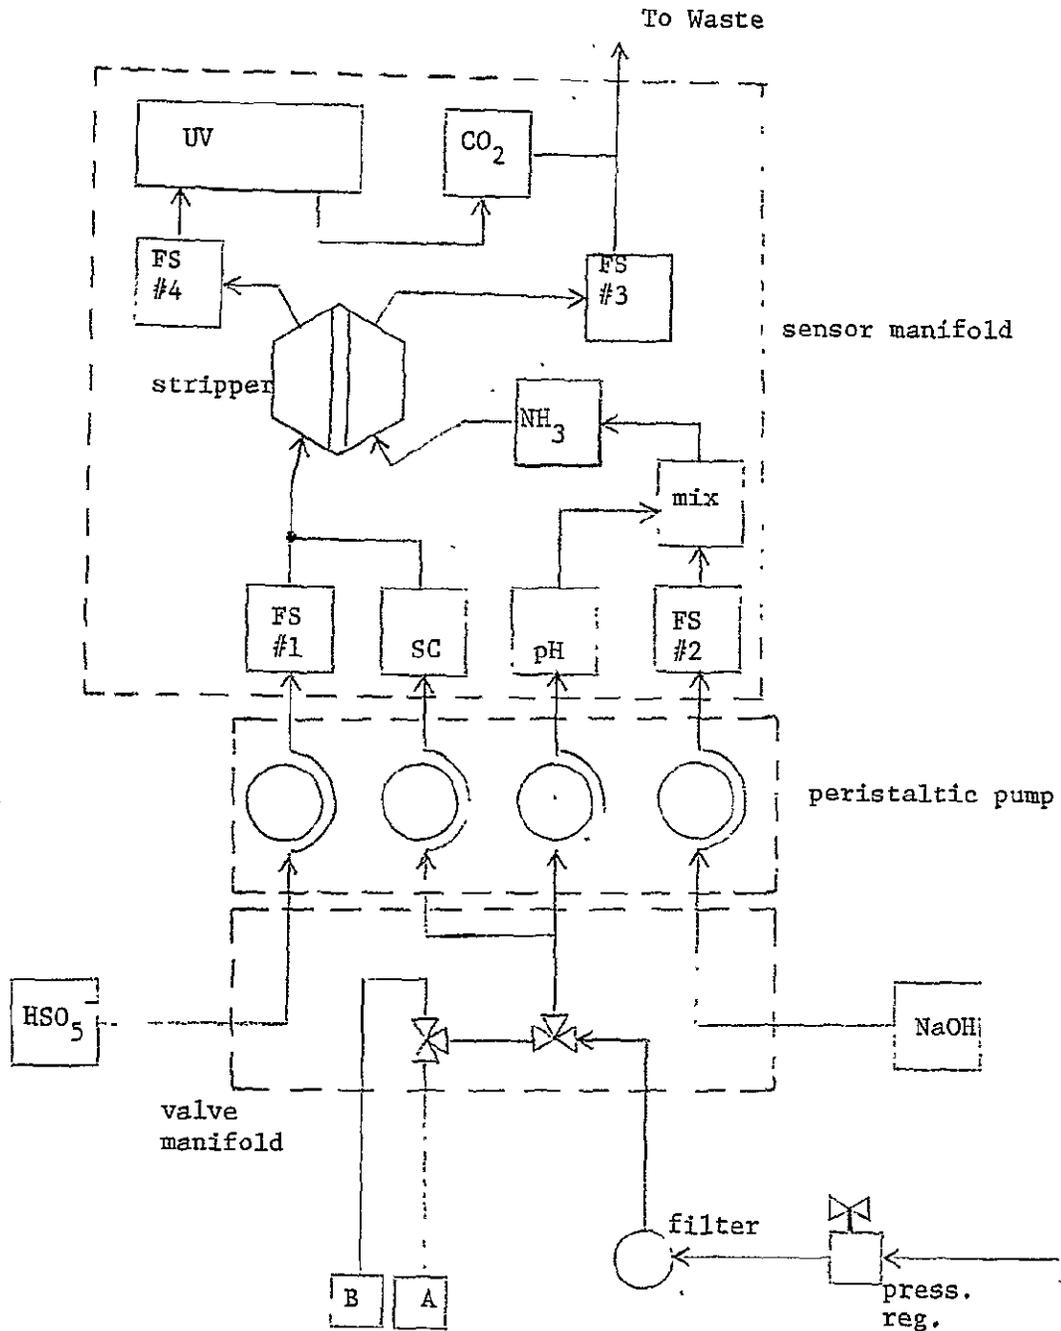 To Waste
UV
CO2
FS
#4
FS
#3
sensor manifold
stripper
NH3
mix
FS
#1
SC
pH
FS
#2
peristaltic pump
HSO5
NaOH
valve
manifold
filter
B
A
press.
reg.